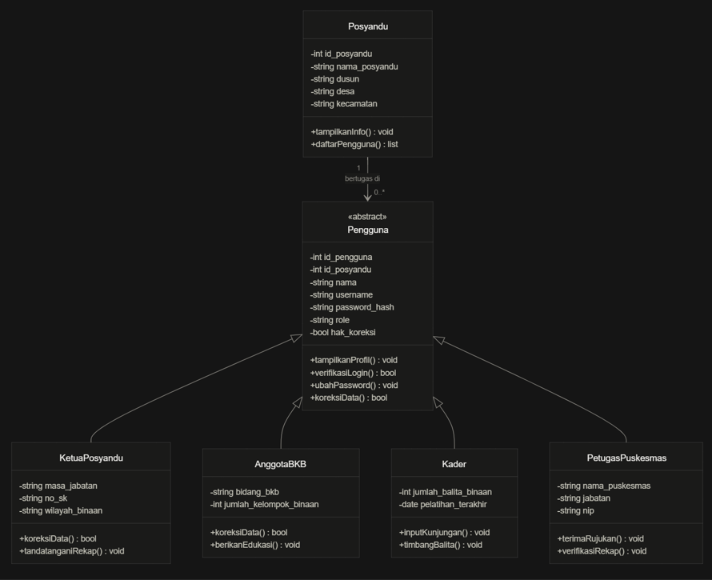 Posyandu
-int id_posyandu
-string nama_posyandu
-string dusun
-string desa
-string kecamatan
+tampilkanInfo() : void
+daftarPengguna() : list
1
bertugas di
0..*
«abstract»
Pengguna
-int id_pengguna
-int id_posyandu
-string nama
-string username
-string password_hash
-string role
-bool hak_koreksi
+tampilkanProfil() : void
+verifikasiLogin() : bool
+ubahPassword() : void
+koreksiData() : bool
KetuaPosyandu
-string masa_jabatan
-string no_sk
-string wilayah_binaan
+koreksiData() : bool
+tandatanganiRekap() : void
AnggotaBKB
-string bidang_bkb
-int jumlah_kelompok_binaan
+koreksiData() : bool
+berikanEdukasi() : void
Kader
-int jumlah_balita_binaan
-date pelatihan_terakhir
+inputKunjungan() : void
+timbangBalita() : void
PetugasPuskesmas
-string nama_puskesmas
-string jabatan
-string nip
+terimaRujukan() : void
+verifikasiRekap() : void